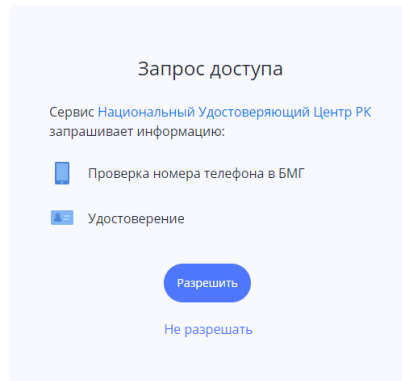 Запрос доступа
Сервис Национальный Удостоверяющий Центр РК
запрашивает информацию:
Проверка номера телефона в БМГ
Удостоверение
Разрешить
Не разрешать